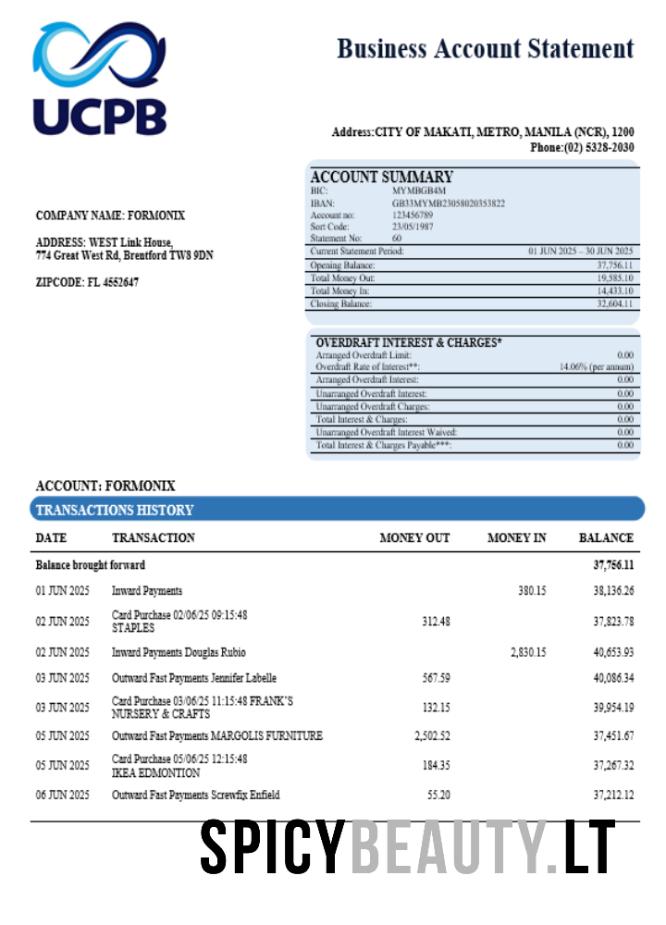 UCPB
Business Account Statement
Address:CITY OF MAKATI, METRO, MANILA (NCR), 1200
Phone:(02) 5328-2030
ACCOUNT SUMMARY
BIC: MYMBGB4M
IBAN: GB33MYMB23058020353822
Account no: 123456789
Sort Code: 23/05/1987
Statement No: 60
Current Statement Period: 01 JUN 2025 – 30 JUN 2025
Opening Balance: 37,756.11
Total Money Out: 19,585.10
Total Money In: 14,433.10
Closing Balance: 32,604.11
COMPANY NAME: FORMONIX
ADDRESS: WEST Link House,
774 Great West Rd, Brentford TW8 9DN
ZIPCODE: FL 4552647
OVERDRAFT INTEREST & CHARGES*
Arranged Overdraft Limit: 0.00
Overdraft Rate of Interest**: 14.06% (per annum)
Arranged Overdraft Interest: 0.00
Unarranged Overdraft Interest: 0.00
Unarranged Overdraft Charges: 0.00
Total Interest & Charges: 0.00
Unarranged Overdraft Interest Waived: 0.00
Total Interest & Charges Payable***: 0.00
ACCOUNT: FORMONIX
TRANSACTIONS HISTORY
DATE TRANSACTION MONEY OUT MONEY IN BALANCE
Balance brought forward 37,756.11
01 JUN 2025 Inward Payments 380.15 38,136.26
02 JUN 2025 Card Purchase 02/06/25 09:15:48
STAPLES 312.48 37,823.78
02 JUN 2025 Inward Payments Douglas Rubio 2,830.15 40,653.93
03 JUN 2025 Outward Fast Payments Jennifer Labelle 567.59 40,086.34
03 JUN 2025 Card Purchase 03/06/25 11:15:48 FRANK'S
NURSERY & CRAFTS 132.15 39,954.19
05 JUN 2025 Outward Fast Payments MARGOLIS FURNITURE 2,502.52 37,451.67
05 JUN 2025 Card Purchase 05/06/25 12:15:48
IKEA EDMONTION 184.35 37,267.32
06 JUN 2025 Outward Fast Payments Screwfix Enfield 55.20 37,212.12
SPICYBEAUTY.LT